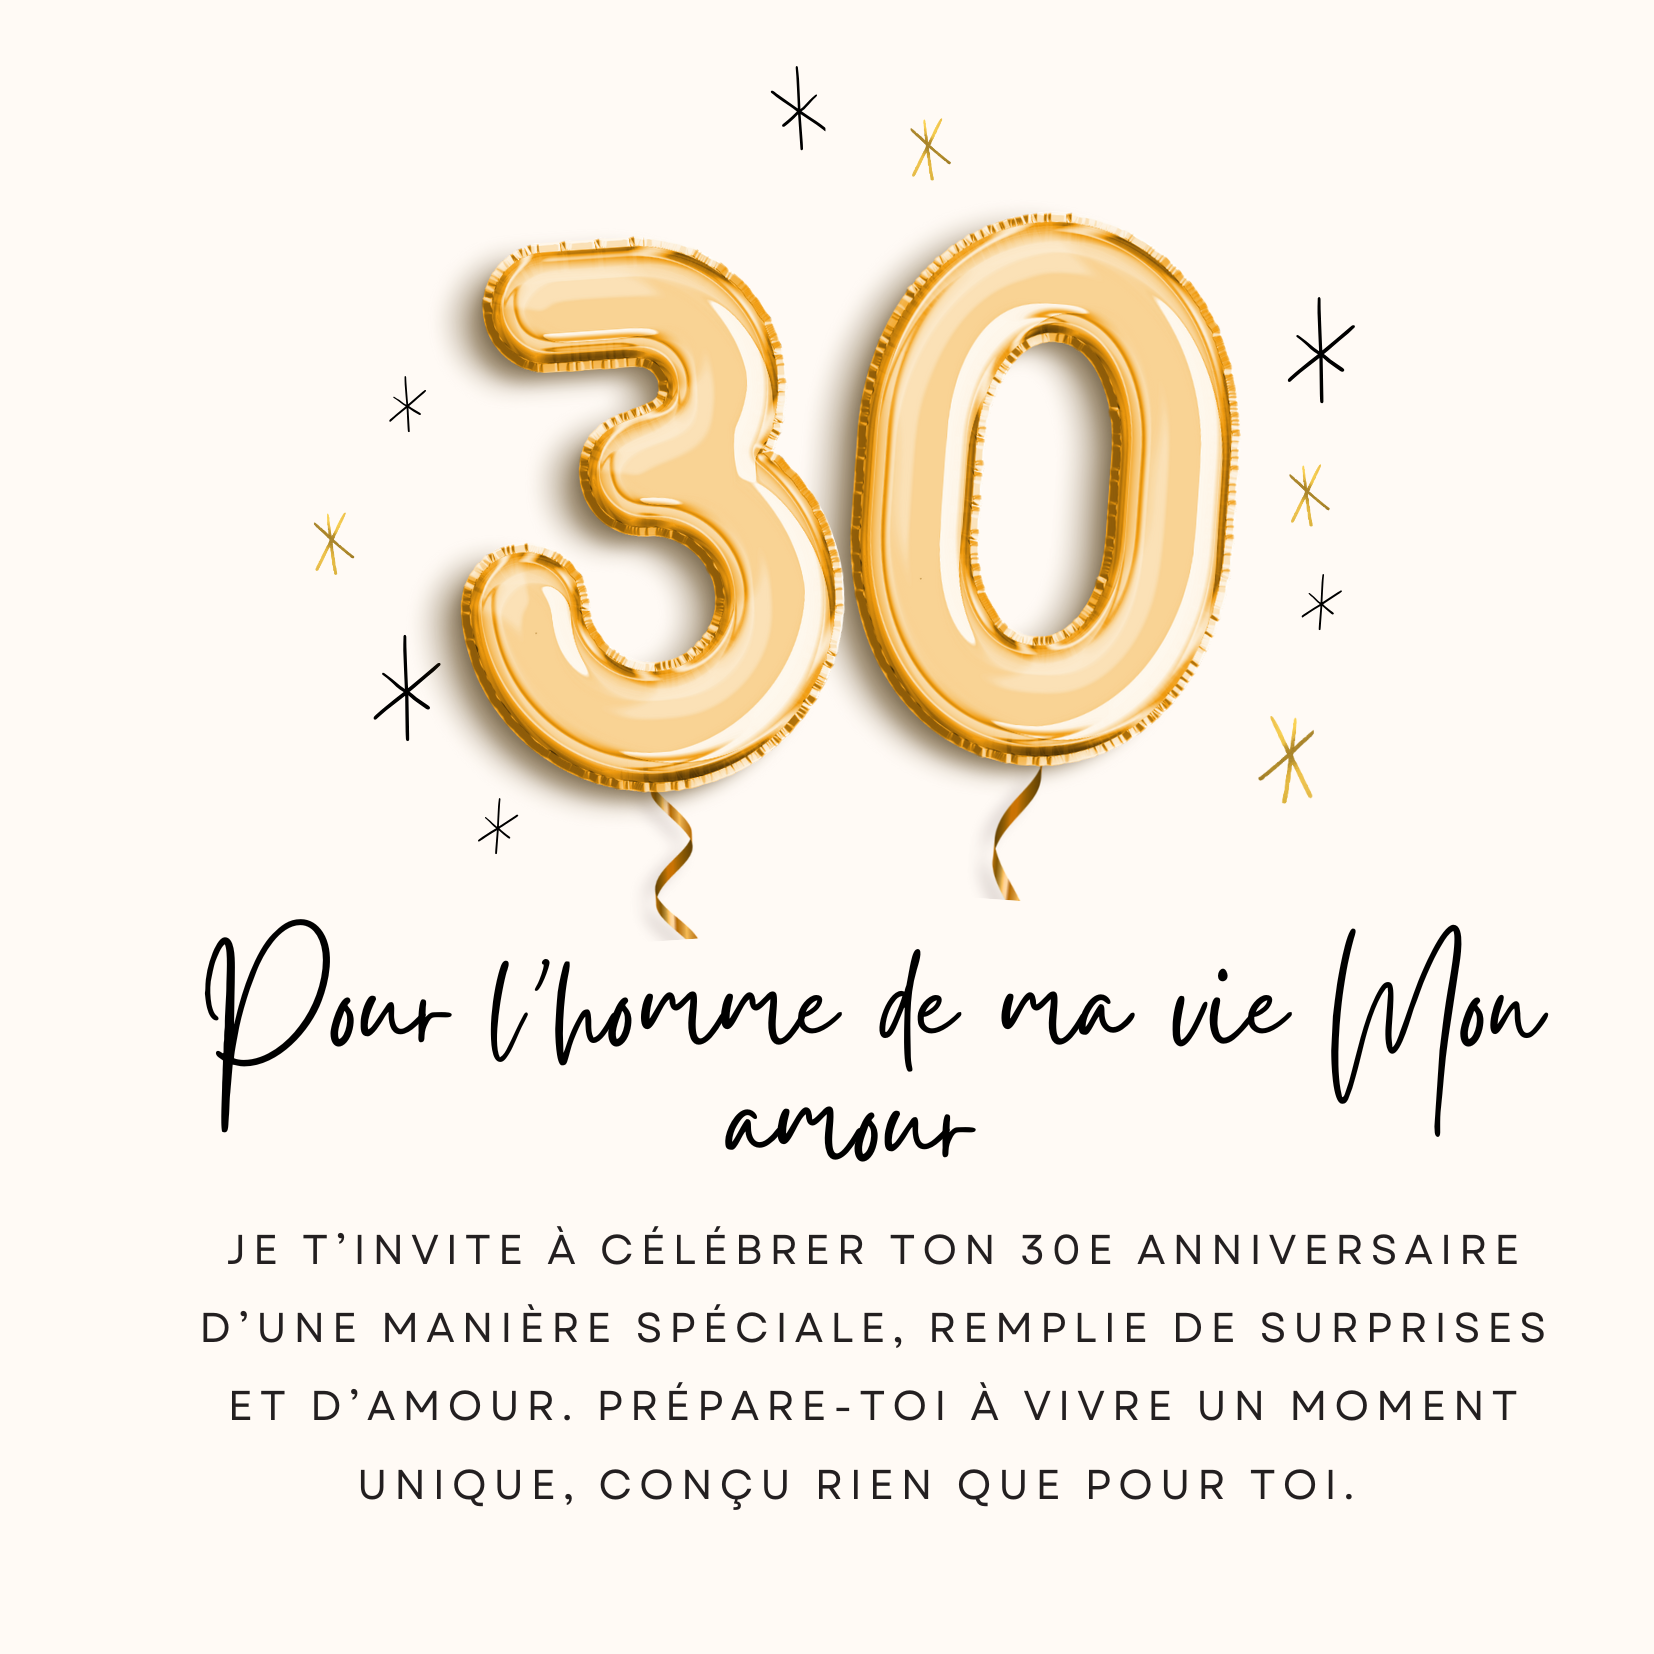 30
Pour l’homme de ma vie Mon
amour
JE T’INVITE À CÉLÉBRER TON 30E ANNIVERSAIRE
D’UNE MANIÈRE SPÉCIALE, REMPLIE DE SURPRISES
ET D’AMOUR. PRÉPARE-TOI À VIVRE UN MOMENT
UNIQUE, CONÇU RIEN QUE POUR TOI.